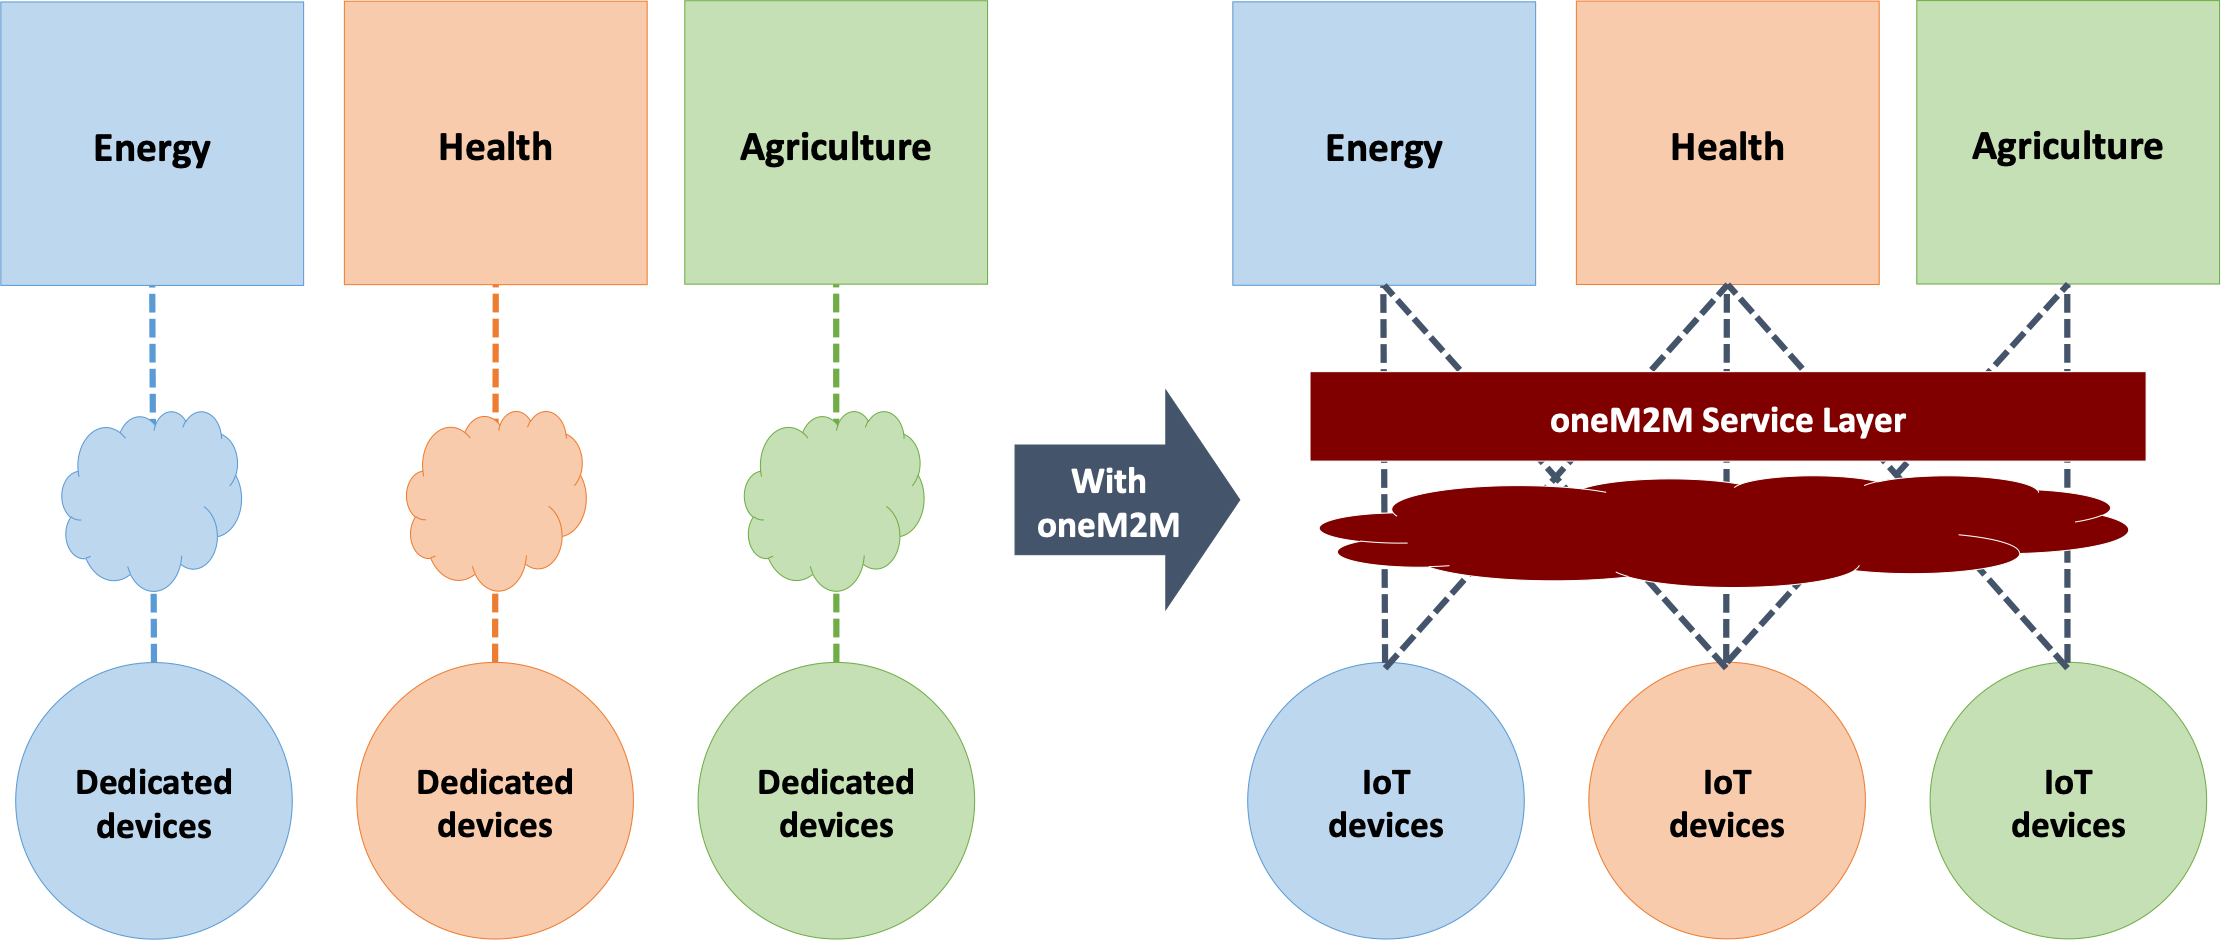 Energy
Health
Agriculture
Dedicated
devices
Dedicated
devices
Dedicated
devices
With
oneM2M
Energy
Health
Agriculture
oneM2M Service Layer
IoT
devices
IoT
devices
IoT
devices